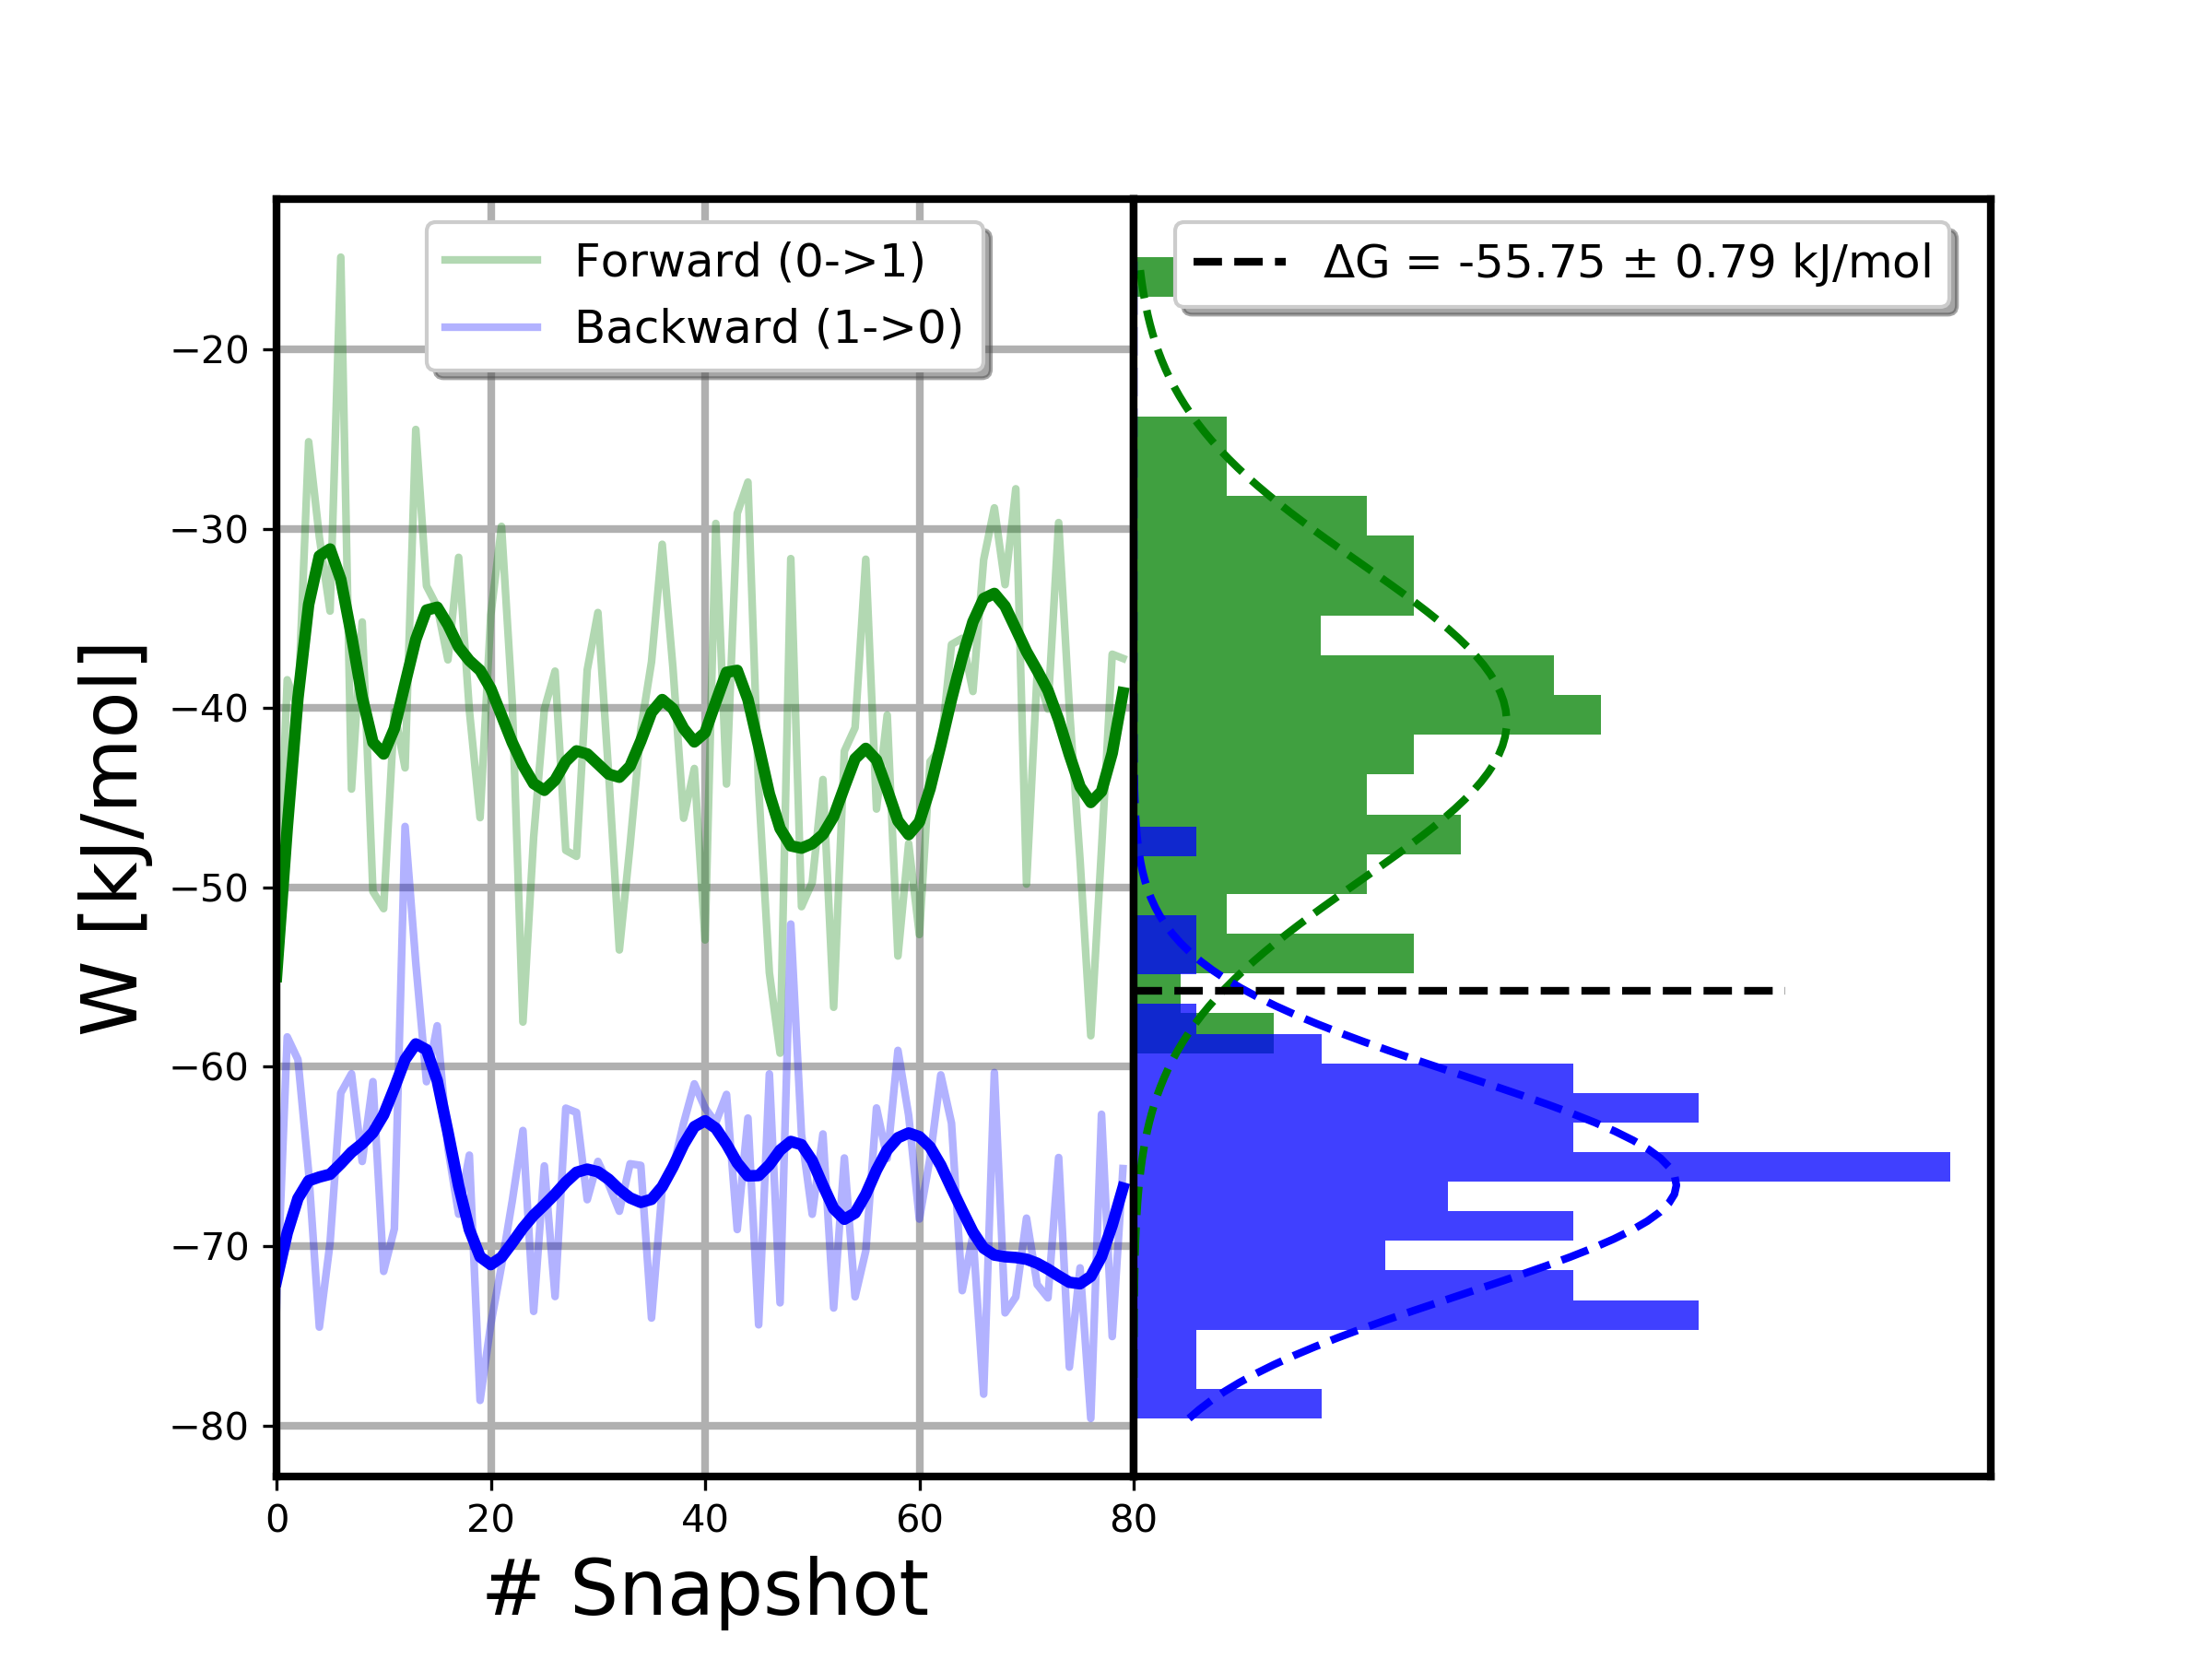 Forward (0->1)
Backward (1->0)
ΔG = -55.75 ± 0.79 kJ/mol
W [kJ/mol]
−20
−30
−40
−50
−60
−70
−80
0 20 40 60 80
# Snapshot